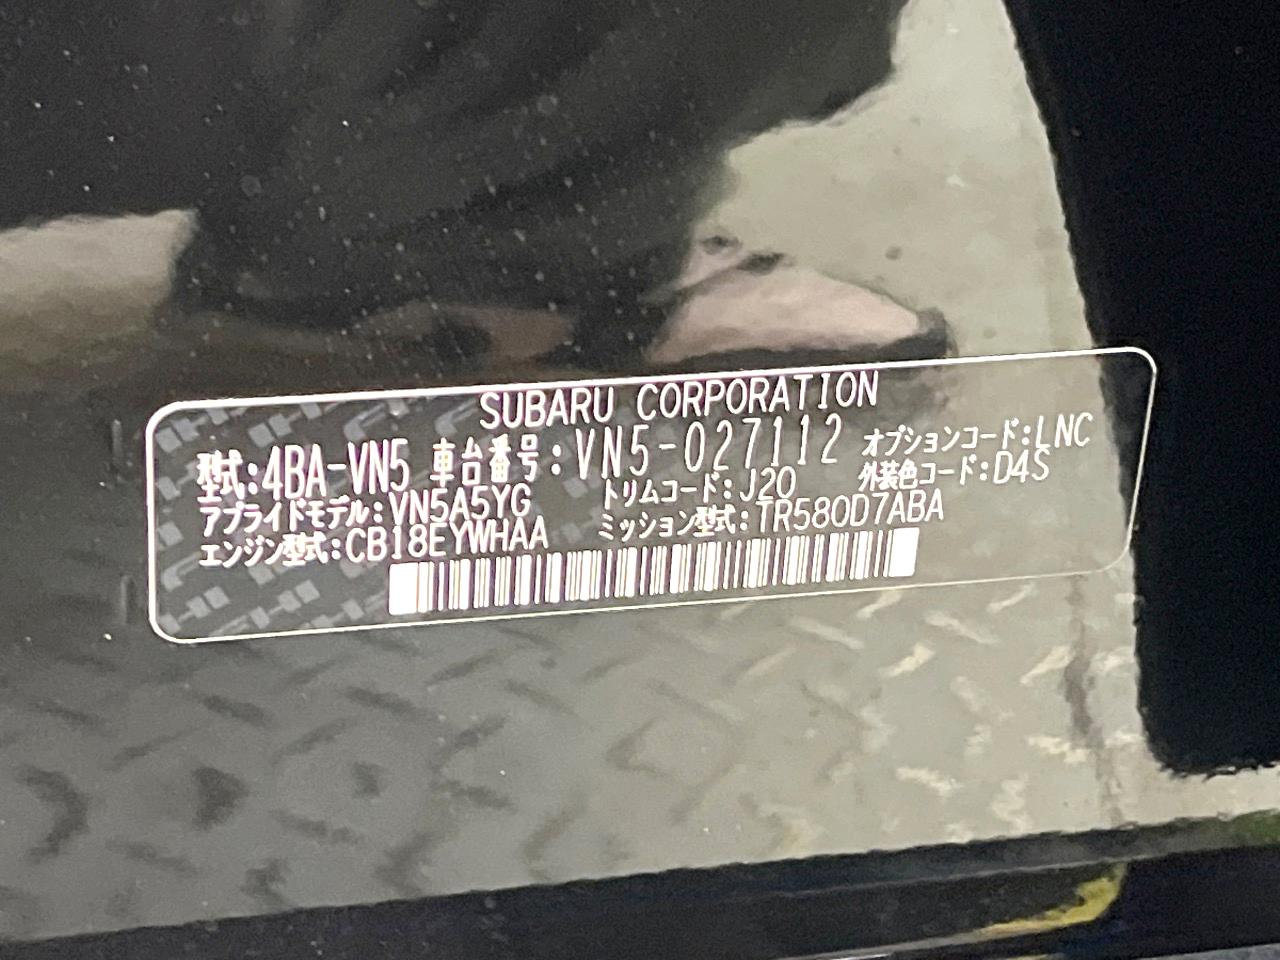 SUBARU CORPORATION
型式:4BA-VN5 車台番号:VN5-027112 オプションコード:LNC
アプライドモデル:VN5A5YG トリムコード:J20 外装色コード:D4S
エンジン型式:CB18EYWHAA ミッション型式:TR580D7ABA